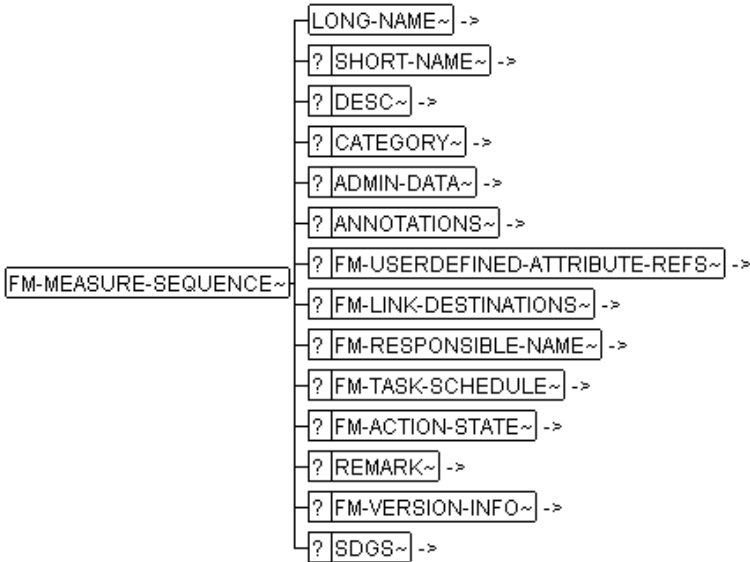 LONG-NAME~ ->
? SHORT-NAME~ ->
? DESC~ ->
? CATEGORY~ ->
? ADMIN-DATA~ ->
? ANNOTATIONS~ ->
? FM-USERDEFINED-ATTRIBUTE-REFS~ ->
FM-MEASURE-SEQUENCE~
? FM-LINK-DESTINATIONS~ ->
? FM-RESPONSIBLE-NAME~ ->
? FM-TASK-SCHEDULE~ ->
? FM-ACTION-STATE~ ->
? REMARK~ ->
? FM-VERSION-INFO~ ->
? SDGS~ ->